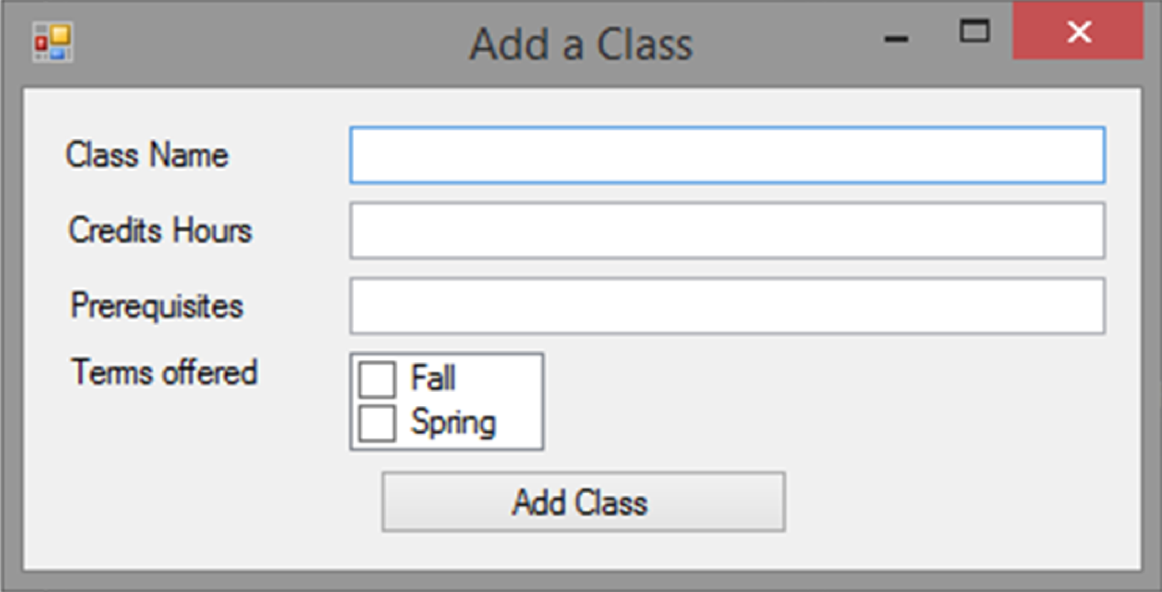 Add a Class
Class Name
Credits Hours
Prerequisites
Terms offered
Fall
Spring
Add Class